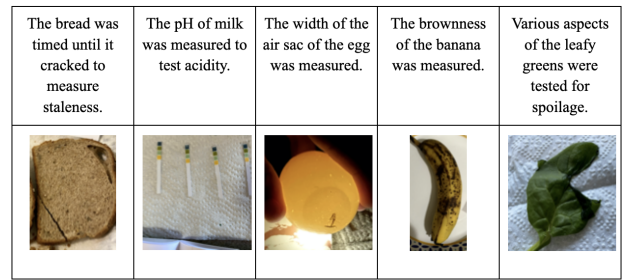 The bread was
timed until it
cracked to
measure
staleness.
The pH of milk
was measured to
test acidity.
The width of the
air sac of the egg
was measured.
The brownness
of the banana
was measured.
Various aspects
of the leafy
greens were
tested for
spoilage.